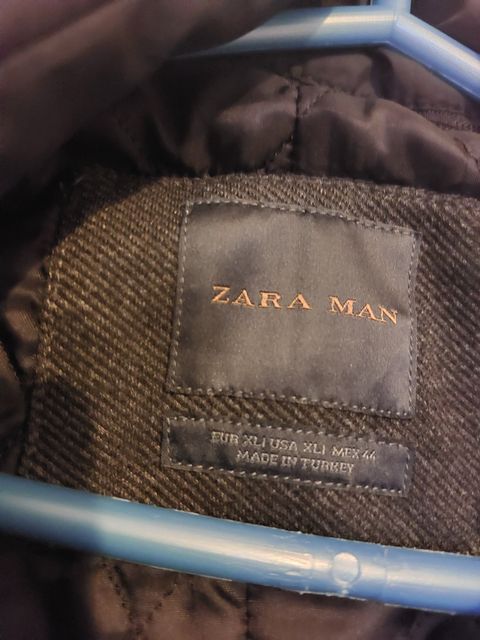 ZARA MAN
EUR XL| USA XL| MEX 44
MADE IN TURKEY